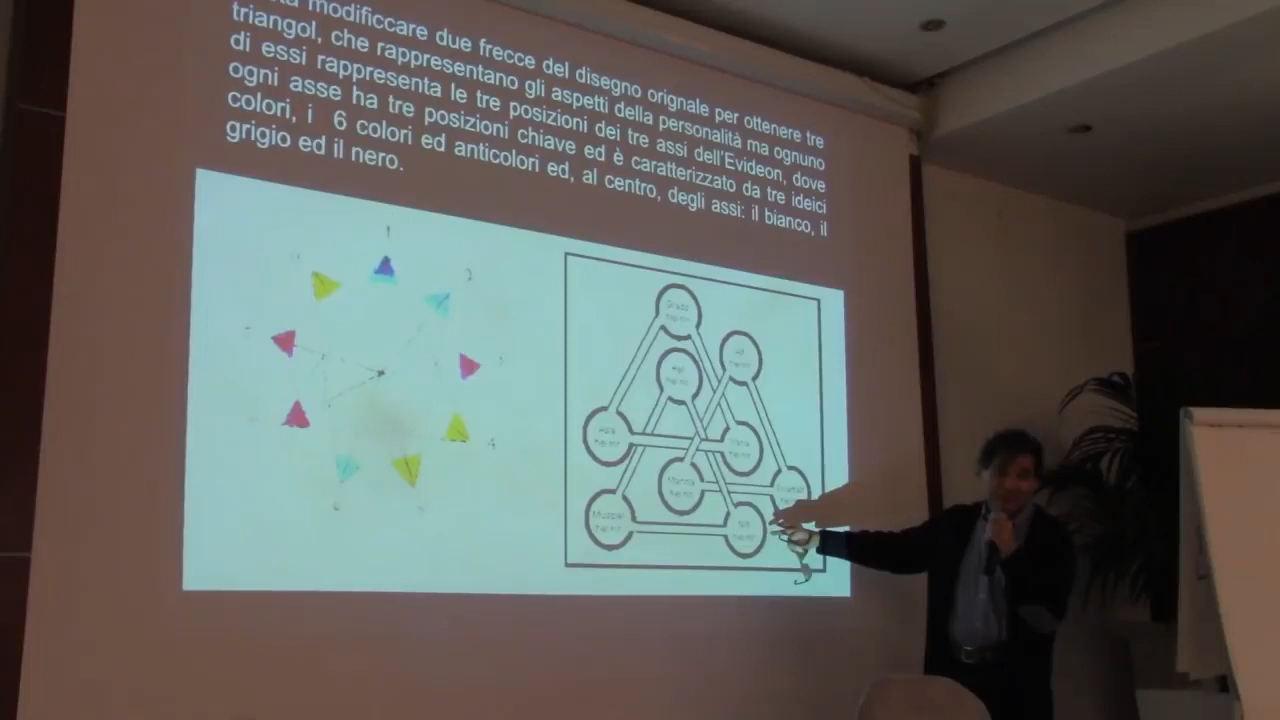 modificcare due frecce del disegno orignale per ottenere tre
triangol, che rappresentano gli aspetti della personalità ma ognuno
di essi rappresenta le tre posizioni dei tre assi dell'Evideon, dove
ogni asse ha tre posizioni chiave ed è caratterizzato da tre ideici
colori, i 6 colori ed anticolori ed, al centro, degli assi: il bianco, il
grigio ed il nero.
1
2
4